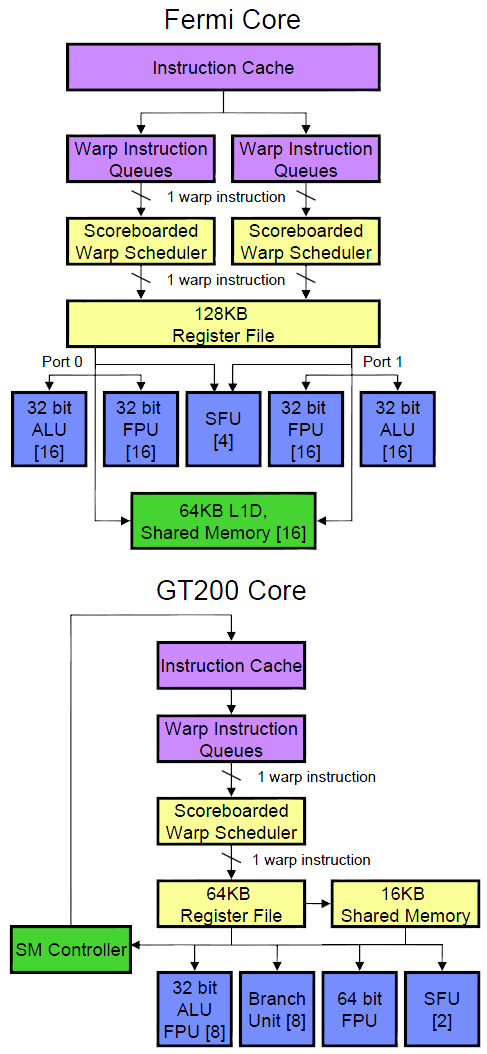 Fermi Core
Instruction Cache
Warp Instruction
Queues
Warp Instruction
Queues
1 warp instruction
Scoreboarded
Warp Scheduler
Scoreboarded
Warp Scheduler
1 warp instruction
128KB
Register File
Port 0
Port 1
32 bit
ALU
[16]
32 bit
FPU
[16]
SFU
[4]
32 bit
FPU
[16]
32 bit
ALU
[16]
64KB L1D,
Shared Memory [16]
GT200 Core
Instruction Cache
Warp Instruction
Queues
1 warp instruction
Scoreboarded
Warp Scheduler
1 warp instruction
64KB
Register File
16KB
Shared Memory
SM Controller
32 bit
ALU
FPU [8]
Branch
Unit [8]
64 bit
FPU
SFU
[2]